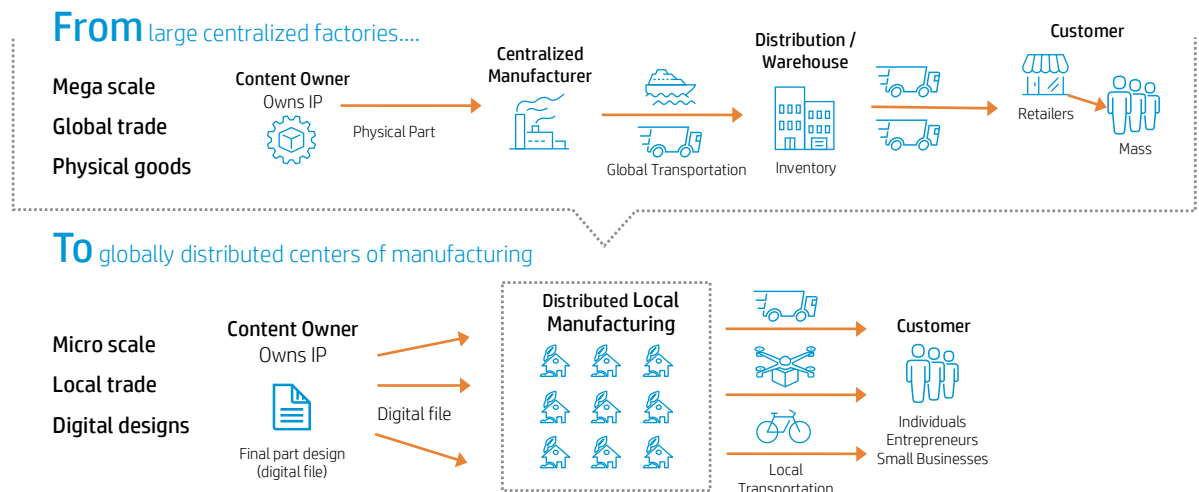 From large centralized factories....
Mega scale
Global trade
Physical goods
Content Owner
Owns IP
Physical Part
Centralized
Manufacturer
Global Transportation
Distribution /
Warehouse
Inventory
Customer
Retailers
Mass
To globally distributed centers of manufacturing
Micro scale
Local trade
Digital designs
Content Owner
Owns IP
Final part design
(digital file)
Digital file
Distributed Local
Manufacturing
Local
Transportation
Customer
Individuals
Entrepreneurs
Small Businesses